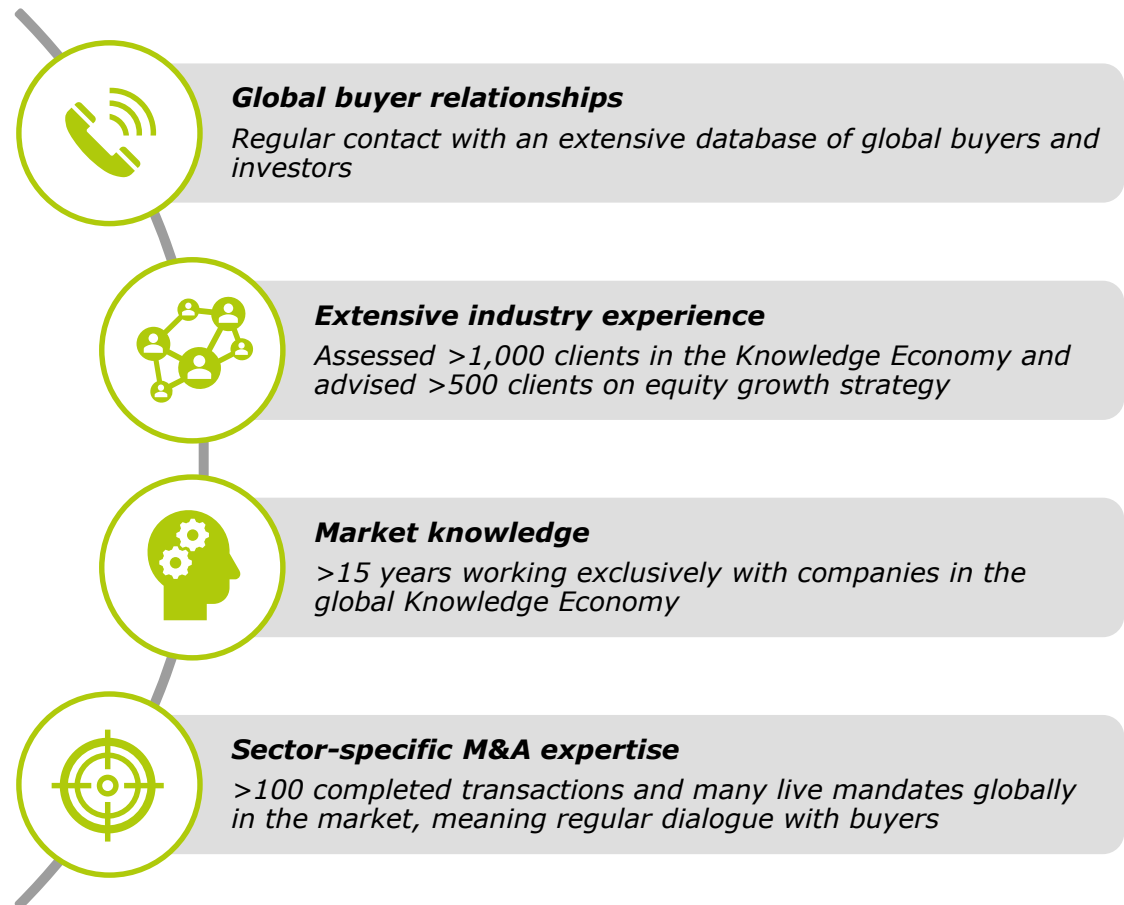 Global buyer relationships
Regular contact with an extensive database of global buyers and
investors
Extensive industry experience
Assessed >1,000 clients in the Knowledge Economy and
advised >500 clients on equity growth strategy
Market knowledge
>15 years working exclusively with companies in the
global Knowledge Economy
Sector-specific M&A expertise
>100 completed transactions and many live mandates globally
in the market, meaning regular dialogue with buyers